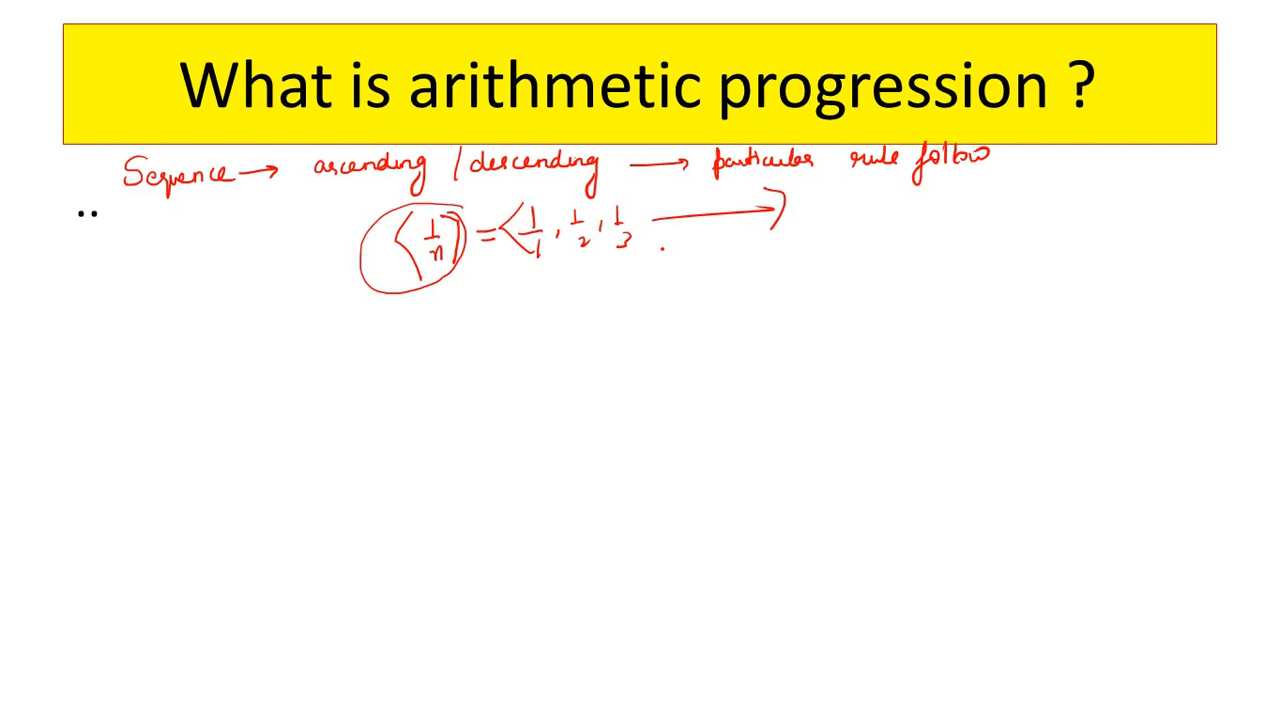 What is arithmetic progression ?
Sequence → ascending / descending → particular rule follow
..
⟨1/n⟩ = ⟨1/1, 1/2, 1/3 ⟶⟩